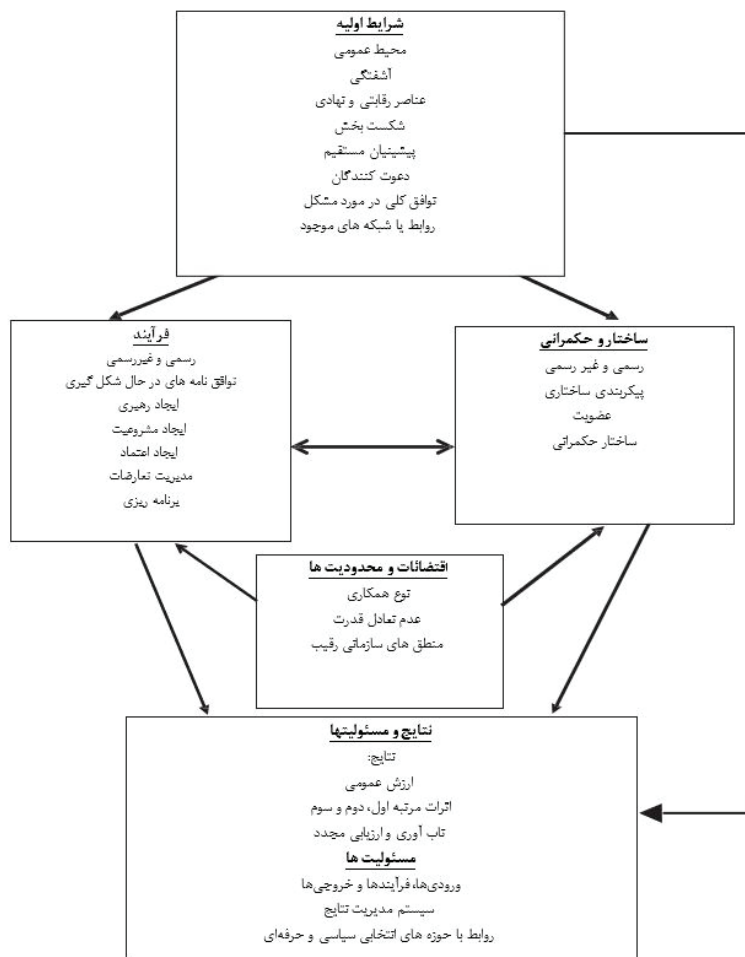 شرایط اولیه
محیط عمومی
آشفتگی
عناصر رقابتی و نهادی
شکست بخش
پیشینیان مستقیم
دعوت کنندگان
توافق کلی در مورد مشکل
روابط یا شبکه های موجود
ساختار و حکمرانی
رسمی و غیر رسمی
پیکربندی ساختاری
عضویت
ساختار حکمرانی
فرآیند
رسمی و غیررسمی
توافق نامه های در حال شکل گیری
ایجاد رهبری
ایجاد مشروعیت
ایجاد اعتماد
مدیریت تعارضات
برنامه ریزی
اقتضائات و محدودیت ها
نوع همکاری
عدم تعادل قدرت
منطق های سازمانی رقیب
نتایج و مسئولیتها
نتایج:
ارزش عمومی
اثرات مرتبه اول، دوم و سوم
تاب آوری و ارزیابی مجدد
مسئولیت ها
ورودی‌ها، فرآیندها و خروجی‌ها
سیستم مدیریت نتایج
روابط با حوزه های انتخابی سیاسی و حرفه‌ای